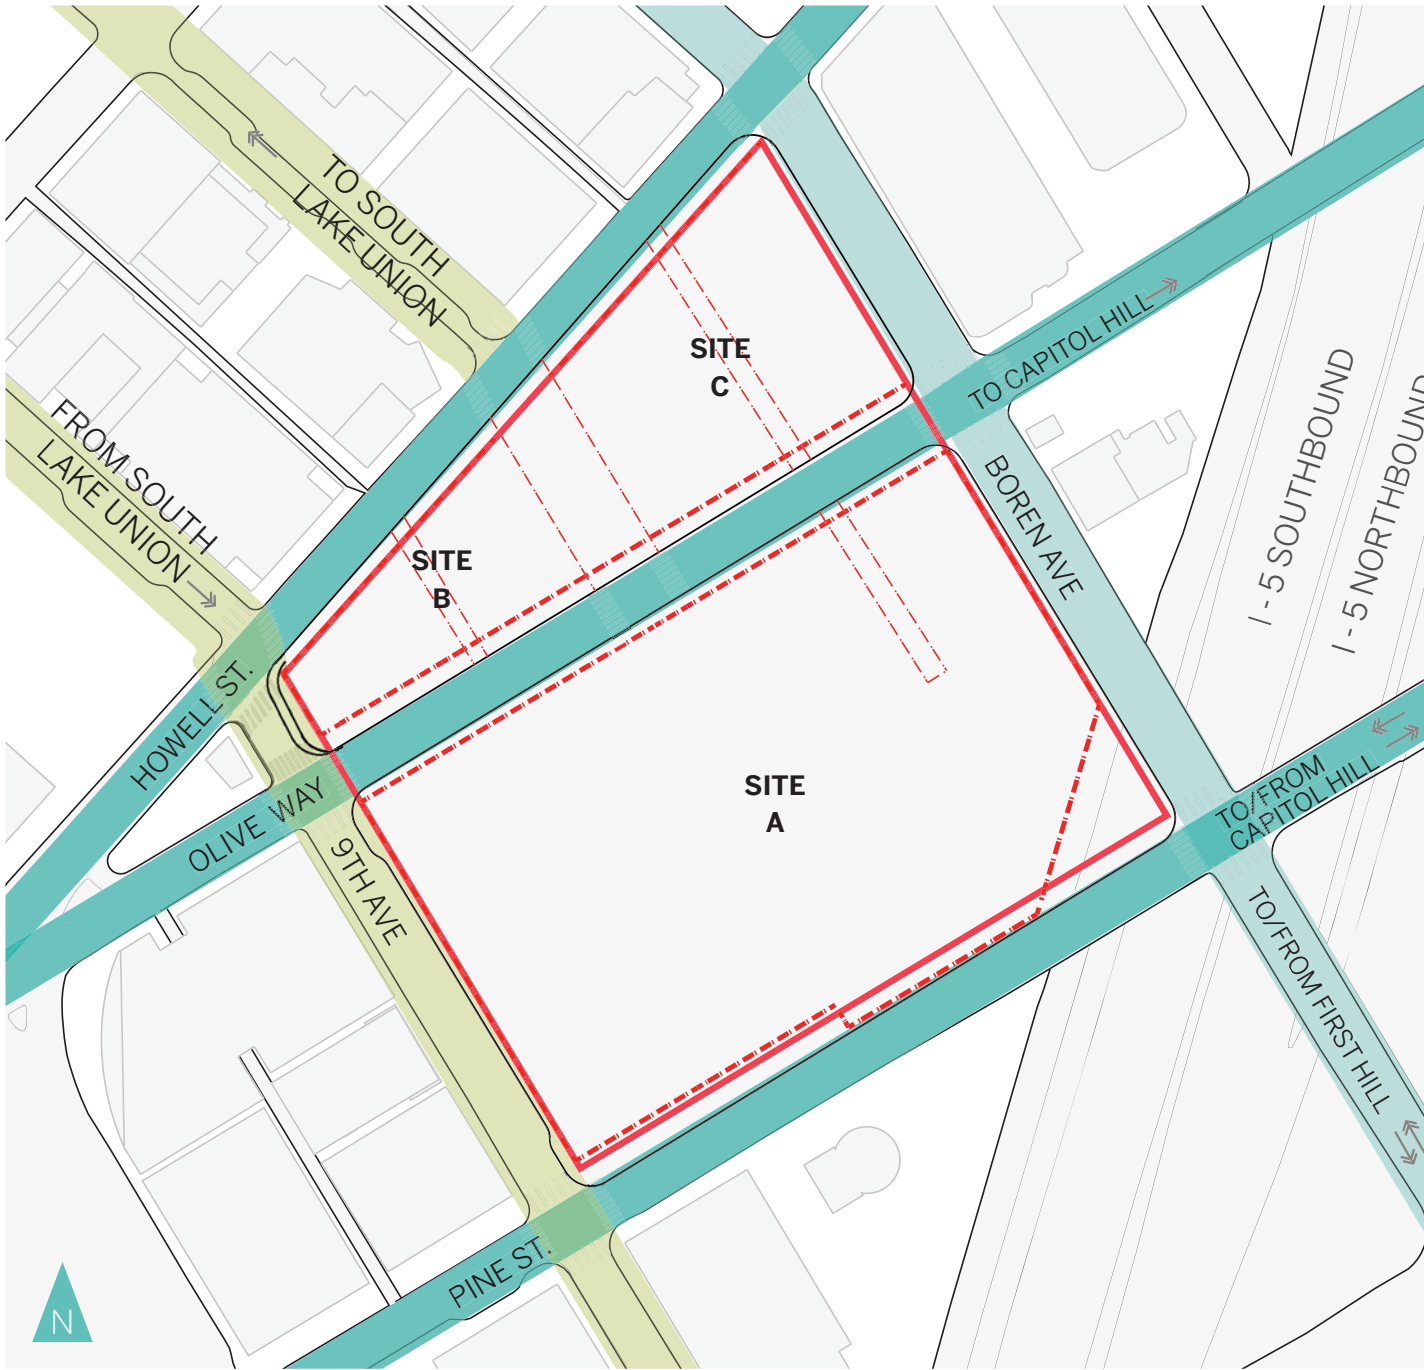 TO SOUTH
LAKE UNION
FROM SOUTH
LAKE UNION
SITE
C
TO CAPITOL HILL
SITE
B
BOREN AVE
I - 5 SOUTHBOUND
I - 5 NORTHBOUND
HOWELL ST.
OLIVE WAY
9TH AVE
SITE
A
TO/FROM
CAPITOL HILL
TO/FROM FIRST HILL
PINE ST.
N